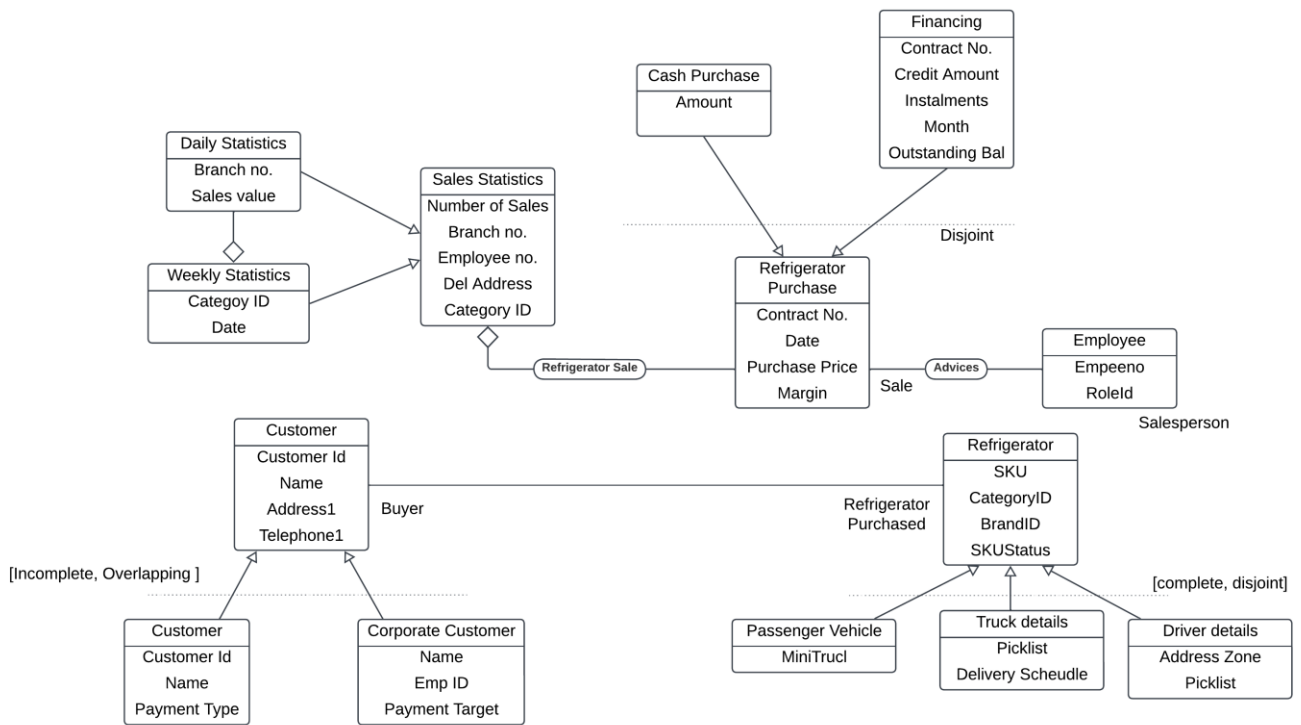 Financing
Contract No.
Credit Amount
Instalments
Month
Outstanding Bal
Cash Purchase
Amount
Daily Statistics
Branch no.
Sales value
Sales Statistics
Number of Sales
Branch no.
Employee no.
Del Address
Category ID
Disjoint
Weekly Statistics
Categoy ID
Date
Refrigerator
Purchase
Contract No.
Date
Purchase Price
Margin
Refrigerator Sale
Sale
Advices
Employee
Empeeno
RoleId
Salesperson
Customer
Customer Id
Name
Address1
Telephone1
Buyer
Refrigerator
Purchased
Refrigerator
SKU
CategoryID
BrandID
SKUStatus
[Incomplete, Overlapping ]
[complete, disjoint]
Customer
Customer Id
Name
Payment Type
Corporate Customer
Name
Emp ID
Payment Target
Passenger Vehicle
MiniTrucl
Truck details
Picklist
Delivery Scheudle
Driver details
Address Zone
Picklist